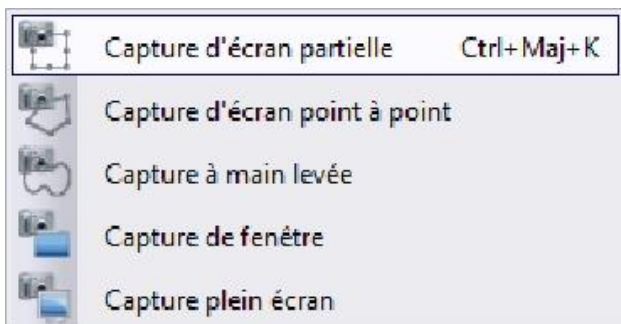 Capture d'écran partielle Ctrl+Maj+K
Capture d'écran point à point
Capture à main levée
Capture de fenêtre
Capture plein écran